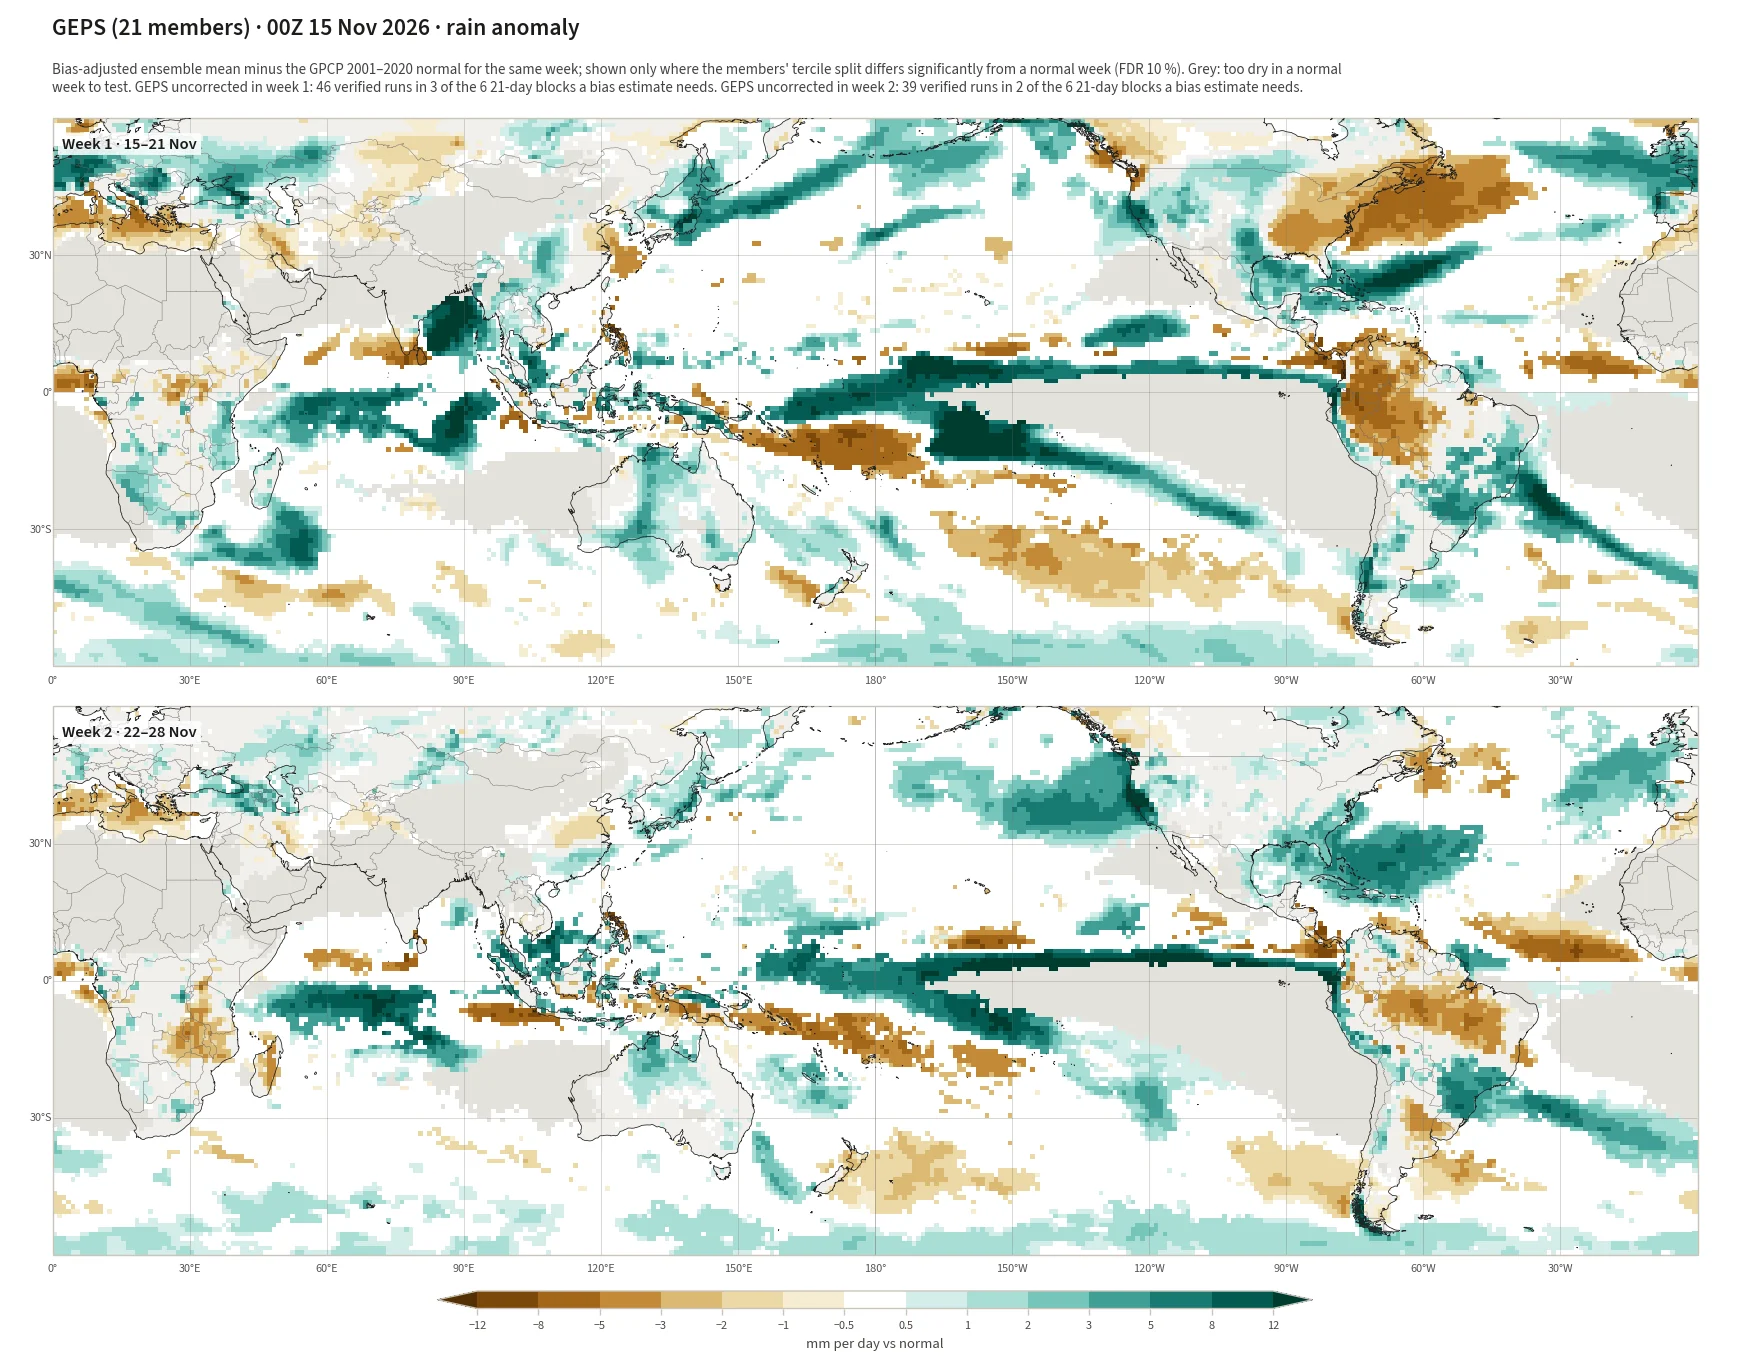 GEPS (21 members) · 00Z 15 Nov 2026 · rain anomaly
Bias-adjusted ensemble mean minus the GPCP 2001–2020 normal for the same week; shown only where the members' tercile split differs significantly from a normal week (FDR 10 %). Grey: too dry in a normal
week to test. GEPS uncorrected in week 1: 46 verified runs in 3 of the 6 21-day blocks a bias estimate needs. GEPS uncorrected in week 2: 39 verified runs in 2 of the 6 21-day blocks a bias estimate needs.
Week 1 · 15–21 Nov
30°N
0°
30°S
0° 30°E 60°E 90°E 120°E 150°E 180° 150°W 120°W 90°W 60°W 30°W
Week 2 · 22–28 Nov
30°N
0°
30°S
0° 30°E 60°E 90°E 120°E 150°E 180° 150°W 120°W 90°W 60°W 30°W
−12 −8 −5 −3 −2 −1 −0.5 0.5 1 2 3 5 8 12
mm per day vs normal